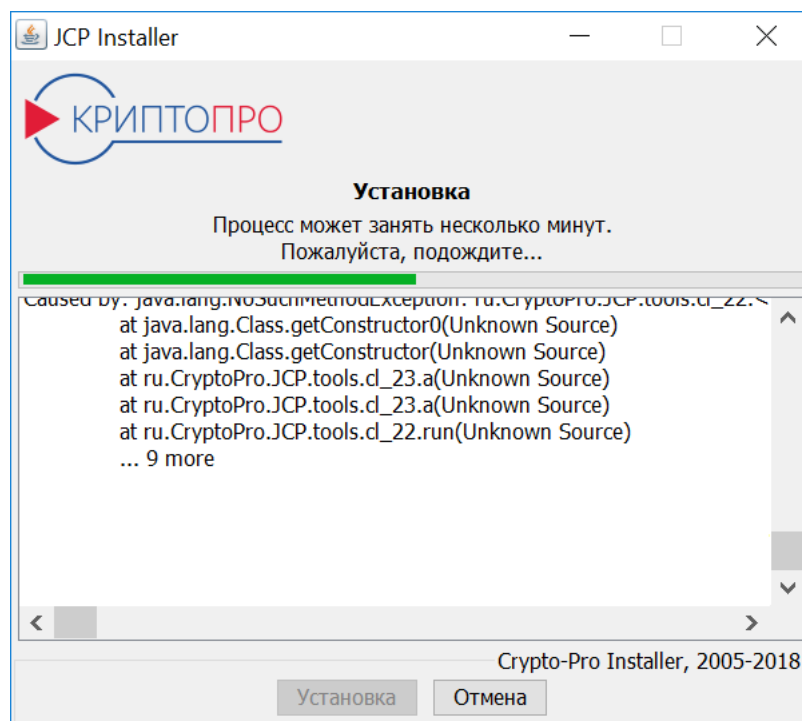 JCP Installer
КРИПТОПРО
Установка
Процесс может занять несколько минут.
Пожалуйста, подождите...
Caused by: java.lang.NoSuchMethodException: ru.CryptoPro.JCP.tools.cl_22.<
at java.lang.Class.getConstructor0(Unknown Source)
at java.lang.Class.getConstructor(Unknown Source)
at ru.CryptoPro.JCP.tools.cl_23.a(Unknown Source)
at ru.CryptoPro.JCP.tools.cl_23.a(Unknown Source)
at ru.CryptoPro.JCP.tools.cl_22.run(Unknown Source)
... 9 more
Crypto-Pro Installer, 2005-2018
Установка Отмена